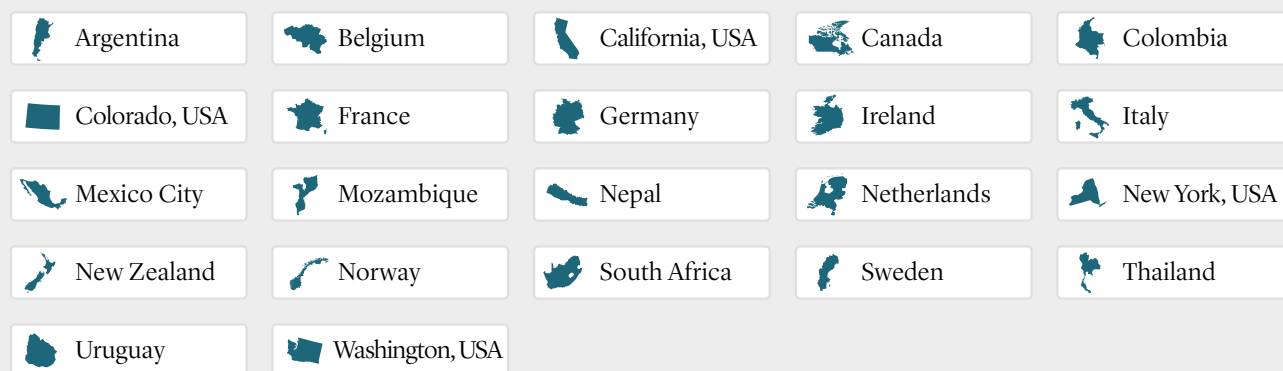 Argentina
Belgium
California, USA
Canada
Colombia
Colorado, USA
France
Germany
Ireland
Italy
Mexico City
Mozambique
Nepal
Netherlands
New York, USA
New Zealand
Norway
South Africa
Sweden
Thailand
Uruguay
Washington, USA